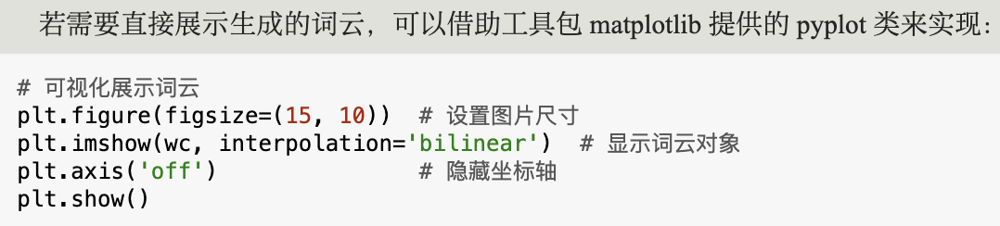 若需要直接展示生成的词云，可以借助工具包 matplotlib 提供的 pyplot 类来实现：
# 可视化展示词云
plt.figure(figsize=(15, 10))  # 设置图片尺寸
plt.imshow(wc, interpolation='bilinear')  # 显示词云对象
plt.axis('off')               # 隐藏坐标轴
plt.show()